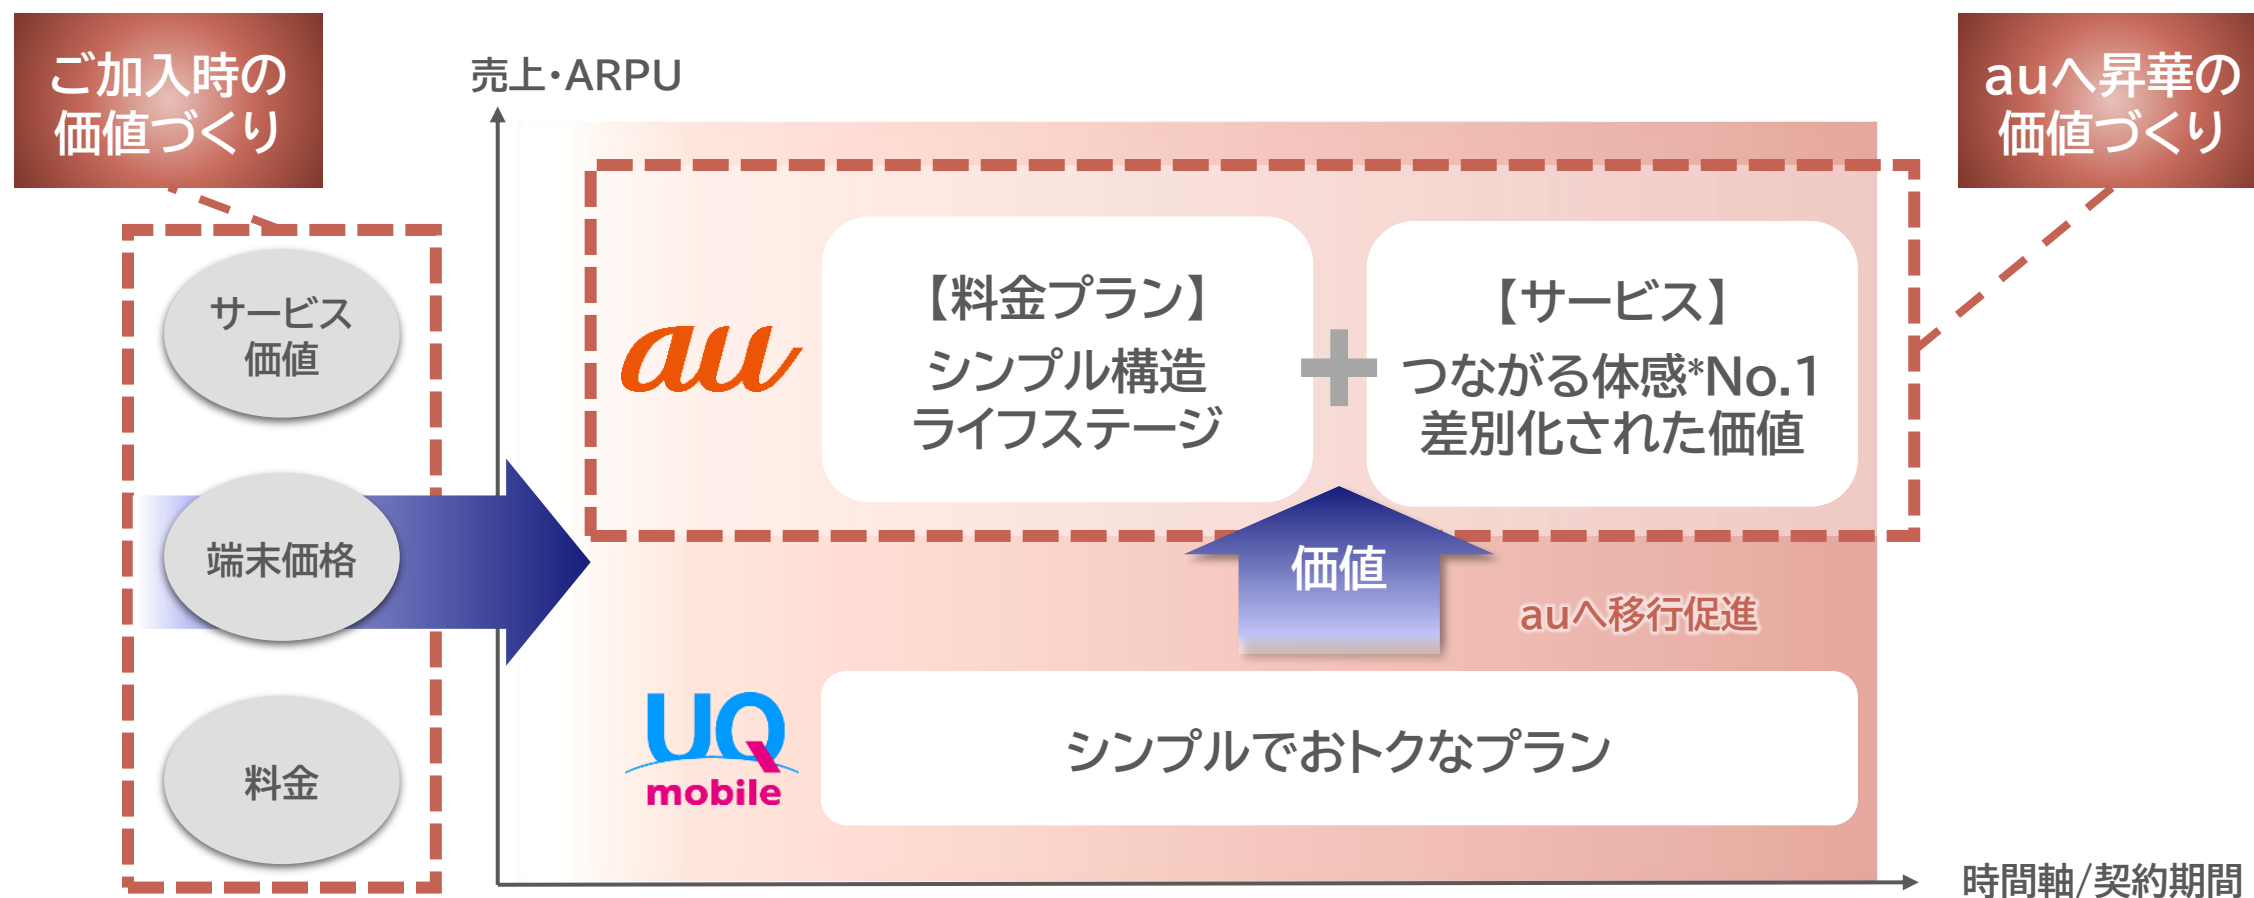 ご加入時の
価値づくり
サービス
価値
端末価格
料金
売上・ARPU
au
【料金プラン】
シンプル構造
ライフステージ
+
【サービス】
つながる体感*No.1
差別化された価値
auへ昇華の
価値づくり
価値
auへ移行促進
UQ
mobile
シンプルでおトクなプラン
時間軸/契約期間